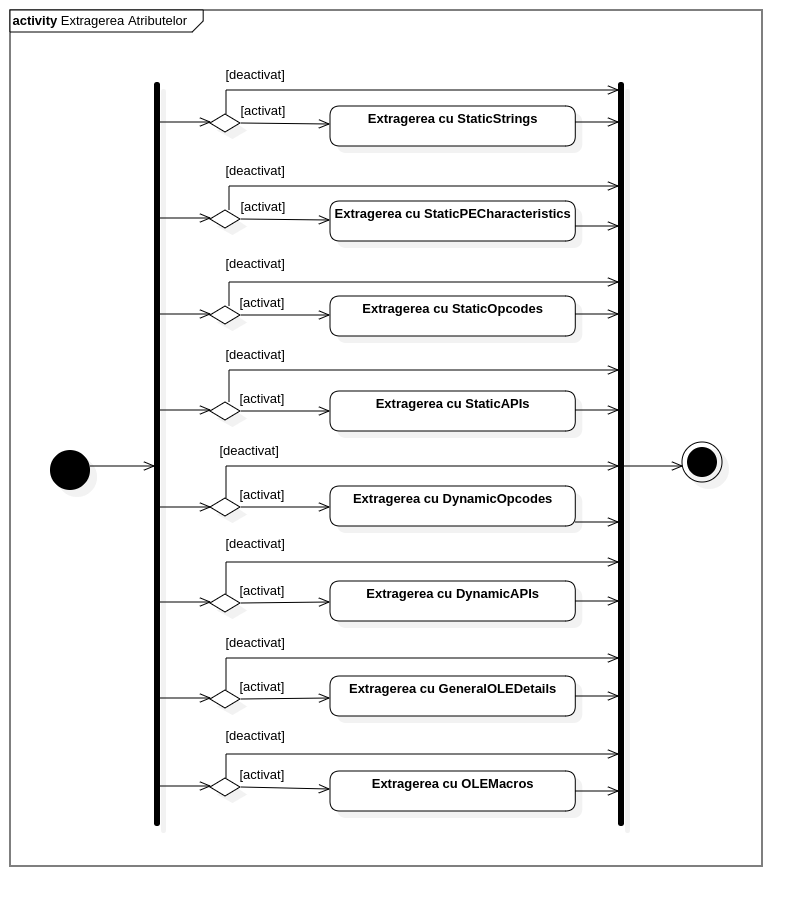 activity Extragerea Atributelor
[deactivat]
[activat]
Extragerea cu StaticStrings
[deactivat]
[activat]
Extragerea cu StaticPECharacteristics
[deactivat]
[activat]
Extragerea cu StaticOpcodes
[deactivat]
[activat]
Extragerea cu StaticAPIs
[deactivat]
[activat]
Extragerea cu DynamicOpcodes
[deactivat]
[activat]
Extragerea cu DynamicAPIs
[deactivat]
[activat]
Extragerea cu GeneralOLEDetails
[deactivat]
[activat]
Extragerea cu OLEMacros